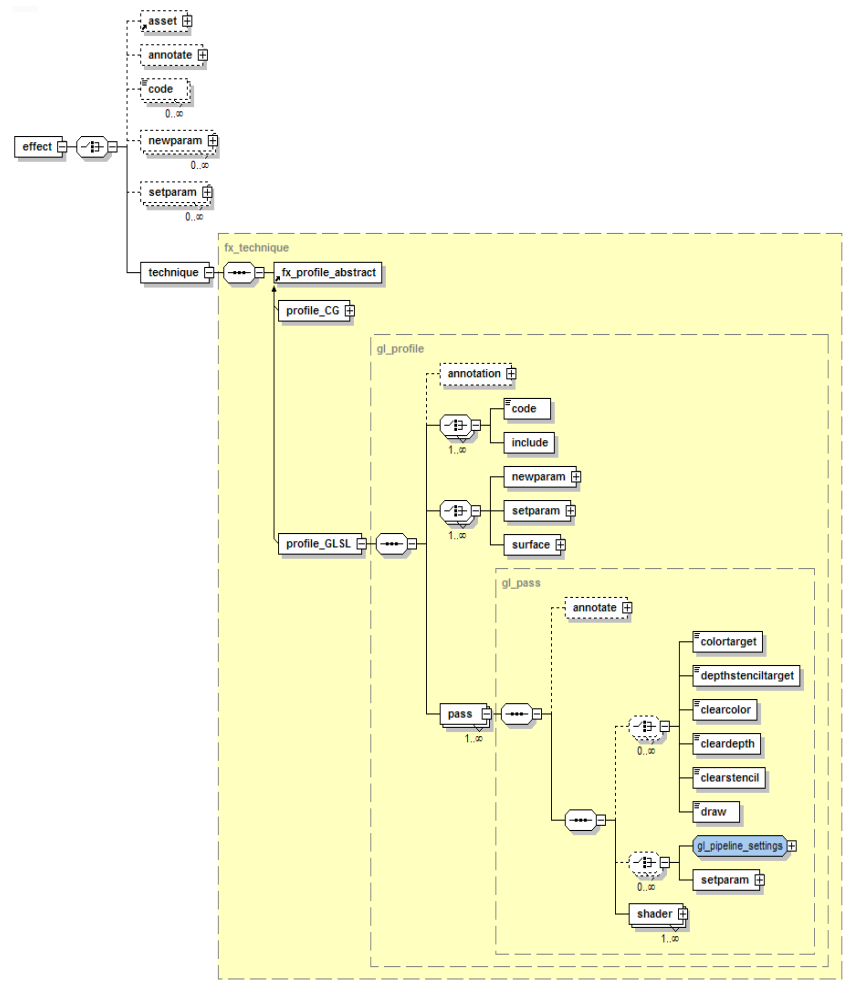 asset
annotate
code
0..∞
effect
newparam
0..∞
setparam
0..∞
fx_technique
technique
fx_profile_abstract
profile_CG
gl_profile
annotation
code
1..∞
include
newparam
setparam
1..∞
surface
profile_GLSL
gl_pass
annotate
colortarget
depthstenciltarget
clearcolor
pass
1..∞
0..∞
cleardepth
clearstencil
draw
gl_pipeline_settings
setparam
0..∞
shader
1..∞